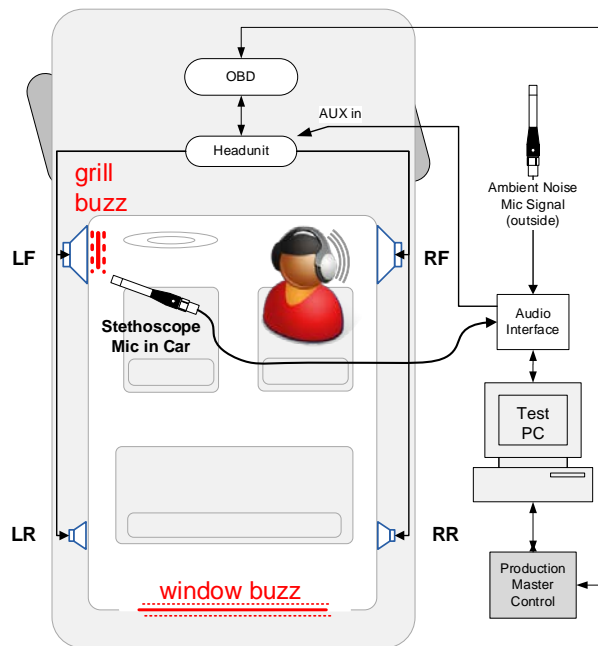 OBD
AUX in
Headunit
grill
buzz
Ambient Noise
Mic Signal
(outside)
LF
RF
Stethoscope
Mic in Car
Audio
Interface
Test
PC
LR
RR
window buzz
Production
Master
Control